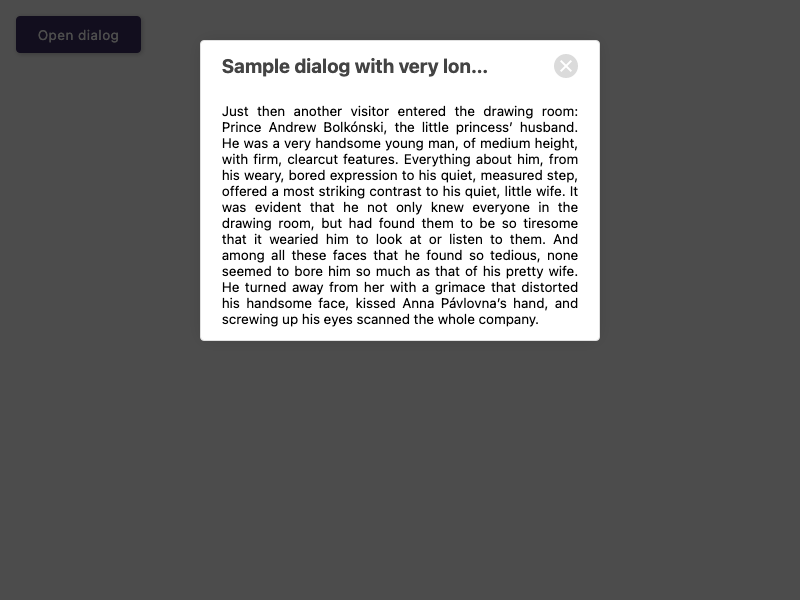 Open dialog
Sample dialog with very lon...
Just then another visitor entered the drawing room:
Prince Andrew Bolkónski, the little princess’ husband.
He was a very handsome young man, of medium height,
with firm, clearcut features. Everything about him, from
his weary, bored expression to his quiet, measured step,
offered a most striking contrast to his quiet, little wife. It
was evident that he not only knew everyone in the
drawing room, but had found them to be so tiresome
that it wearied him to look at or listen to them. And
among all these faces that he found so tedious, none
seemed to bore him so much as that of his pretty wife.
He turned away from her with a grimace that distorted
his handsome face, kissed Anna Pávlovna’s hand, and
screwing up his eyes scanned the whole company.